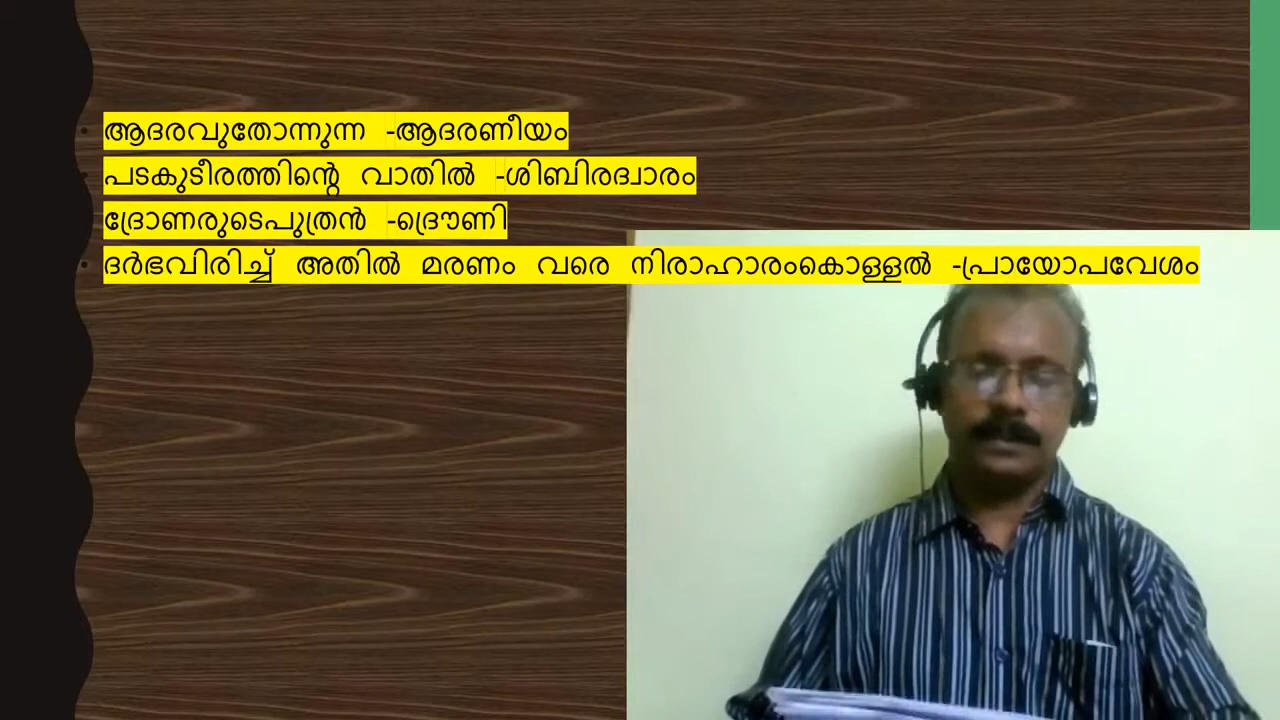 ആദരവുതോന്നുന്ന -ആദരണീയം
പടകുടീരത്തിന്റെ വാതിൽ -ശിബിരദ്വാരം
ദ്രോണരുടെപുത്രൻ -ദ്രൌണി
ദർഭവിരിച്ച് അതിൽ മരണം വരെ നിരാഹാരംകൊള്ളൽ -പ്രായോപവേശം